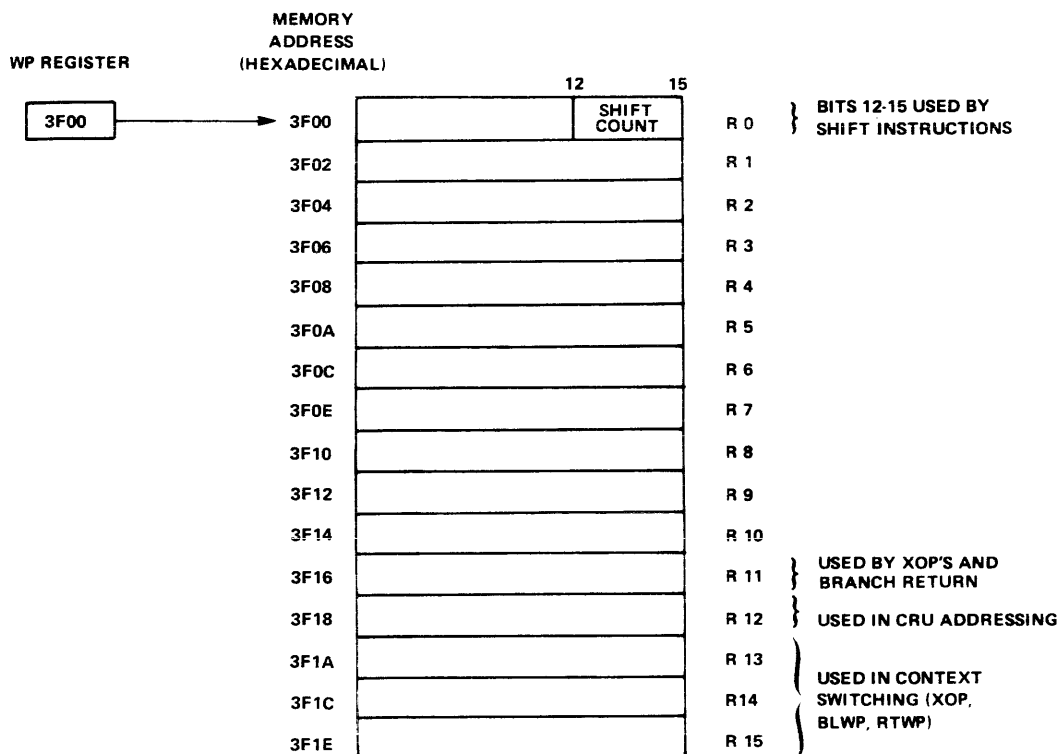 MEMORY
ADDRESS
(HEXADECIMAL)
WP REGISTER
12 15
3F00 3F00 SHIFT COUNT R 0 BITS 12-15 USED BY
SHIFT INSTRUCTIONS
3F02 R 1
3F04 R 2
3F06 R 3
3F08 R 4
3F0A R 5
3F0C R 6
3F0E R 7
3F10 R 8
3F12 R 9
3F14 R 10
3F16 R 11 USED BY XOP'S AND
BRANCH RETURN
3F18 R 12 USED IN CRU ADDRESSING
3F1A R 13
USED IN CONTEXT
3F1C R14 SWITCHING (XOP,
BLWP, RTWP)
3F1E R 15